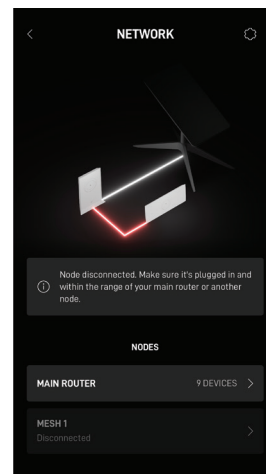 NETWORK
Node disconnected. Make sure it's plugged in and
within the range of your main router or another
node.
NODES
MAIN ROUTER 9 DEVICES
MESH 1
Disconnected